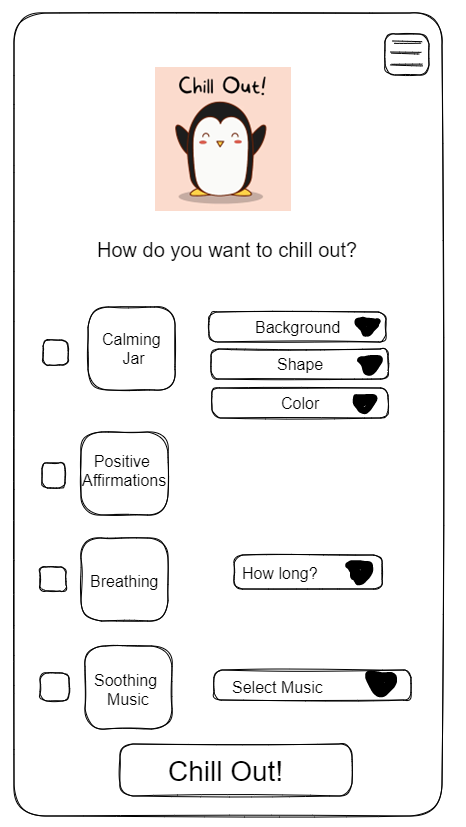 Chill Out!
How do you want to chill out?
Calming
Jar
Background
Shape
Color
Positive
Affirmations
Breathing
How long?
Soothing
Music
Select Music
Chill Out!